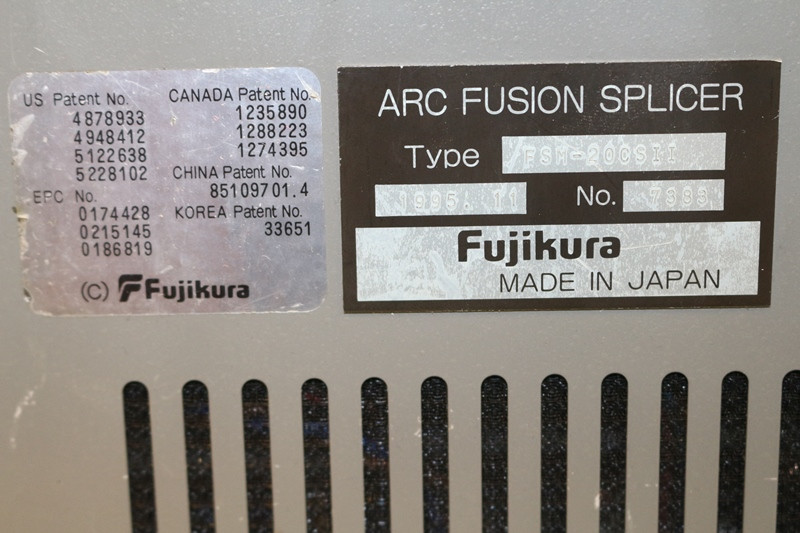 US Patent No.
4878933
4948412
5122638
5228102
EPC No.
0174428
0215145
0186819
CANADA Patent No.
1235890
1288223
1274395
CHINA Patent No.
85109701.4
KOREA Patent No.
33651
(C) Fujikura
ARC FUSION SPLICER
Type FSM-20CSII
1995. 11 No. 7393
Fujikura
MADE IN JAPAN